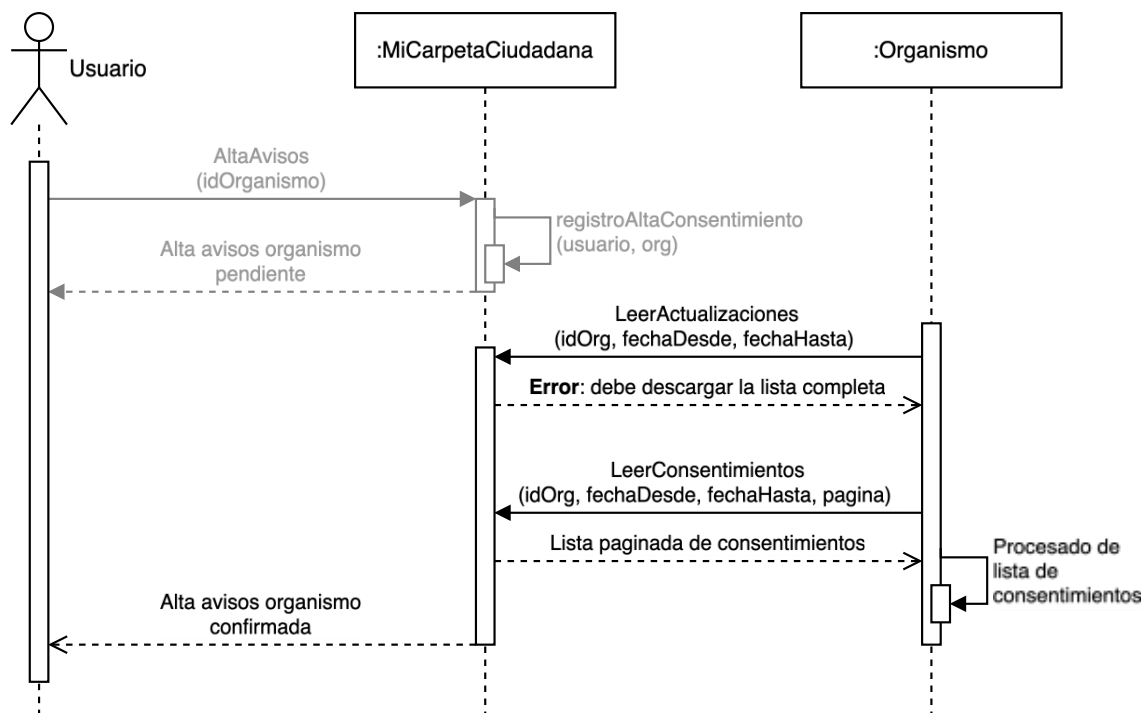 Usuario
:MiCarpetaCiudadana
:Organismo
AltaAvisos
(idOrganismo)
registroAltaConsentimiento
(usuario, org)
Alta avisos organismo
pendiente
LeerActualizaciones
(idOrg, fechaDesde, fechaHasta)
Error: debe descargar la lista completa
LeerConsentimientos
(idOrg, fechaDesde, fechaHasta, pagina)
Lista paginada de consentimientos
Procesado de
lista de
consentimientos
Alta avisos organismo
confirmada